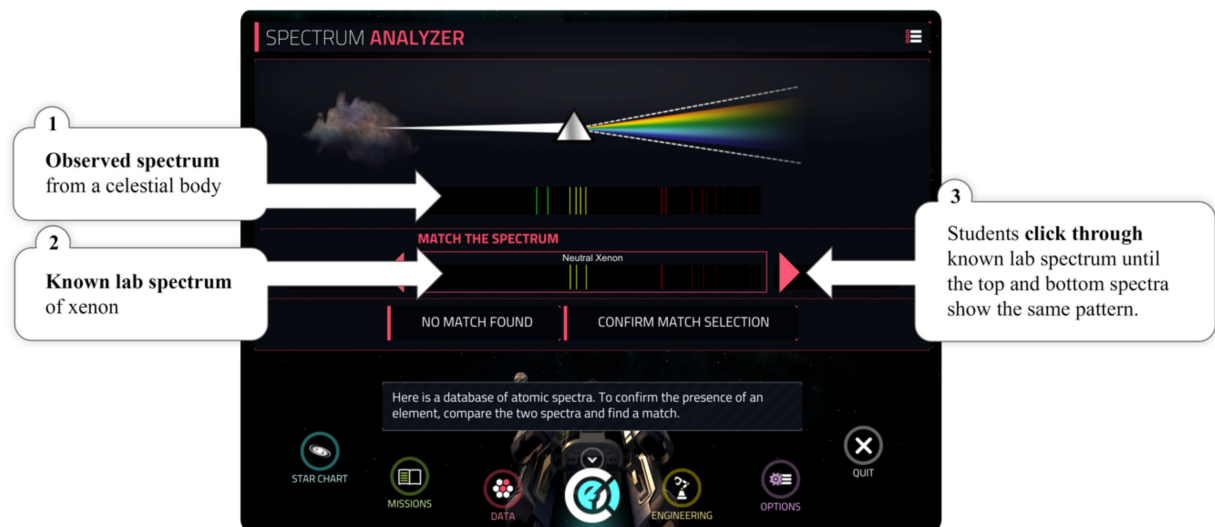 SPECTRUM ANALYZER
1
Observed spectrum
from a celestial body
2
Known lab spectrum
of xenon
MATCH THE SPECTRUM
Neutral Xenon
3
Students click through
known lab spectrum until
the top and bottom spectra
show the same pattern.
NO MATCH FOUND
CONFIRM MATCH SELECTION
Here is a database of atomic spectra. To confirm the presence of an
element, compare the two spectra and find a match.
STAR CHART
MISSIONS
DATA
ENGINEERING
OPTIONS
QUIT